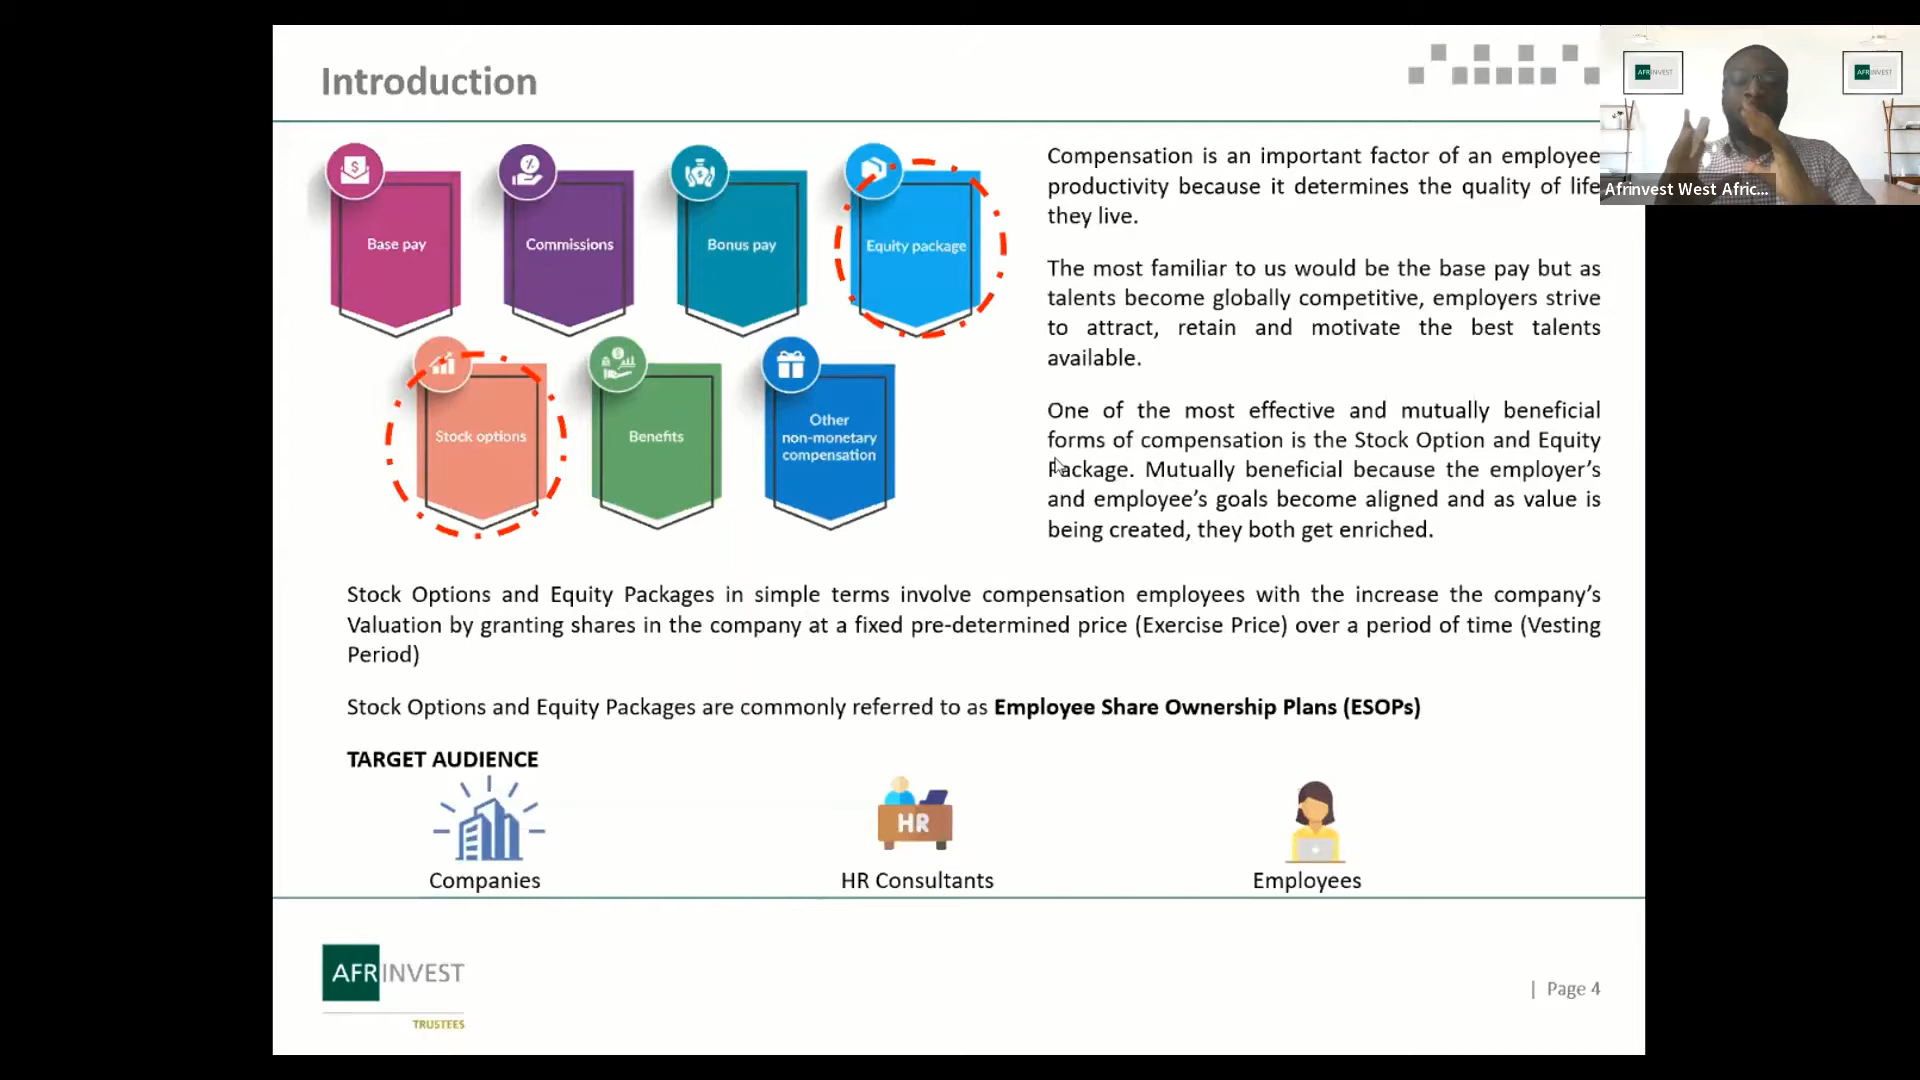 Introduction
AFRINVEST
AFRINVEST
Afrinvest West Afric...
Base pay
Commissions
Bonus pay
Equity package
Stock options
Benefits
Other
non-monetary
compensation
Compensation is an important factor of an employee
productivity because it determines the quality of life
they live.
The most familiar to us would be the base pay but as
talents become globally competitive, employers strive
to attract, retain and motivate the best talents
available.
One of the most effective and mutually beneficial
forms of compensation is the Stock Option and Equity
Package. Mutually beneficial because the employer’s
and employee’s goals become aligned and as value is
being created, they both get enriched.
Stock Options and Equity Packages in simple terms involve compensation employees with the increase the company’s
Valuation by granting shares in the company at a fixed pre-determined price (Exercise Price) over a period of time (Vesting
Period)
Stock Options and Equity Packages are commonly referred to as Employee Share Ownership Plans (ESOPs)
TARGET AUDIENCE
HR
Companies
HR Consultants
Employees
AFRINVEST
TRUSTEES
| Page 4